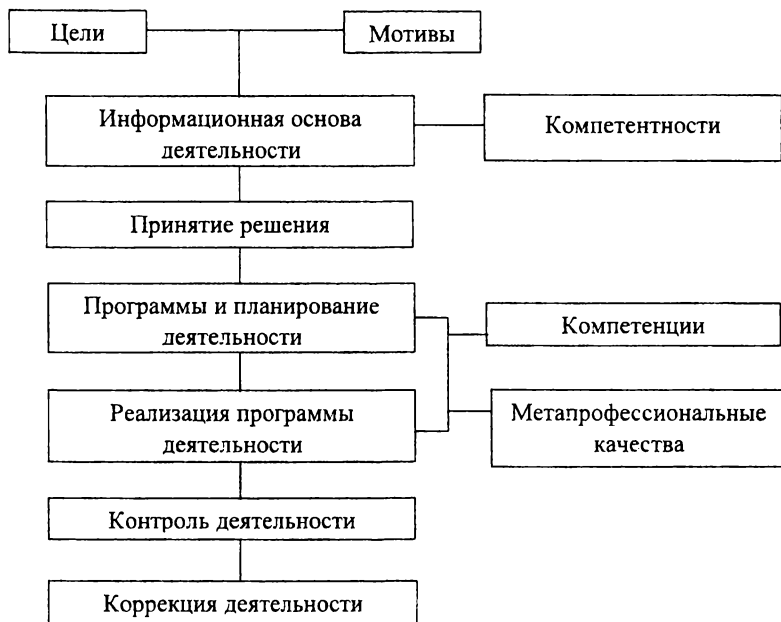 Цели
Мотивы
Информационная основа
деятельности
Компетентности
Принятие решения
Программы и планирование
деятельности
Компетенции
Реализация программы
деятельности
Метапрофессиональные
качества
Контроль деятельности
Коррекция деятельности